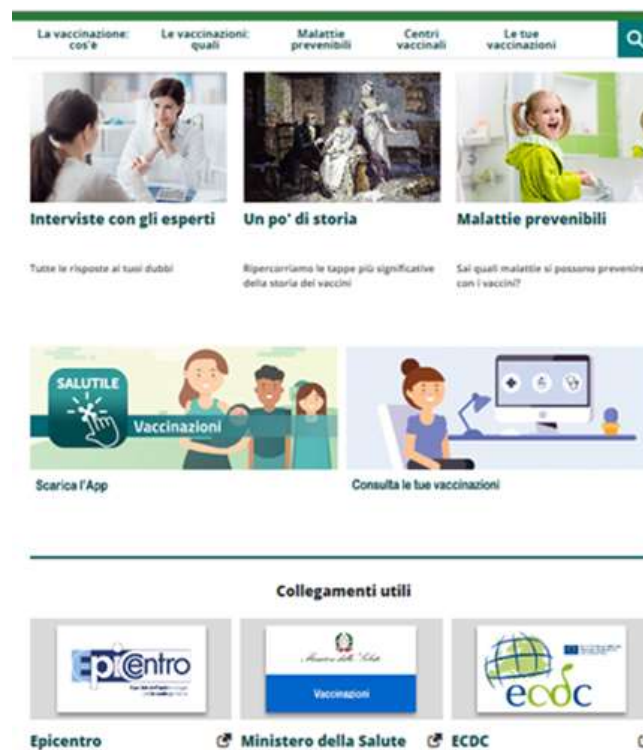 La vaccinazione: cos'è
Le vaccinazioni: quali
Malattie prevenibili
Centri vaccinali
Le tue vaccinazioni
Interviste con gli esperti
Un po' di storia
Malattie prevenibili
Tutte le risposte ai tuoi dubbi
Ripercorriamo le tappe più significative
della storia dei vaccini
Sai quali malattie si possono prevenire
con i vaccini?
SALUTILE
Vaccinazioni
Scarica l'App
Consulta le tue vaccinazioni
Collegamenti utili
EpiCentro
Ministero della Salute
Vaccinazioni
ecdc
Epicentro
Ministero della Salute
ECDC